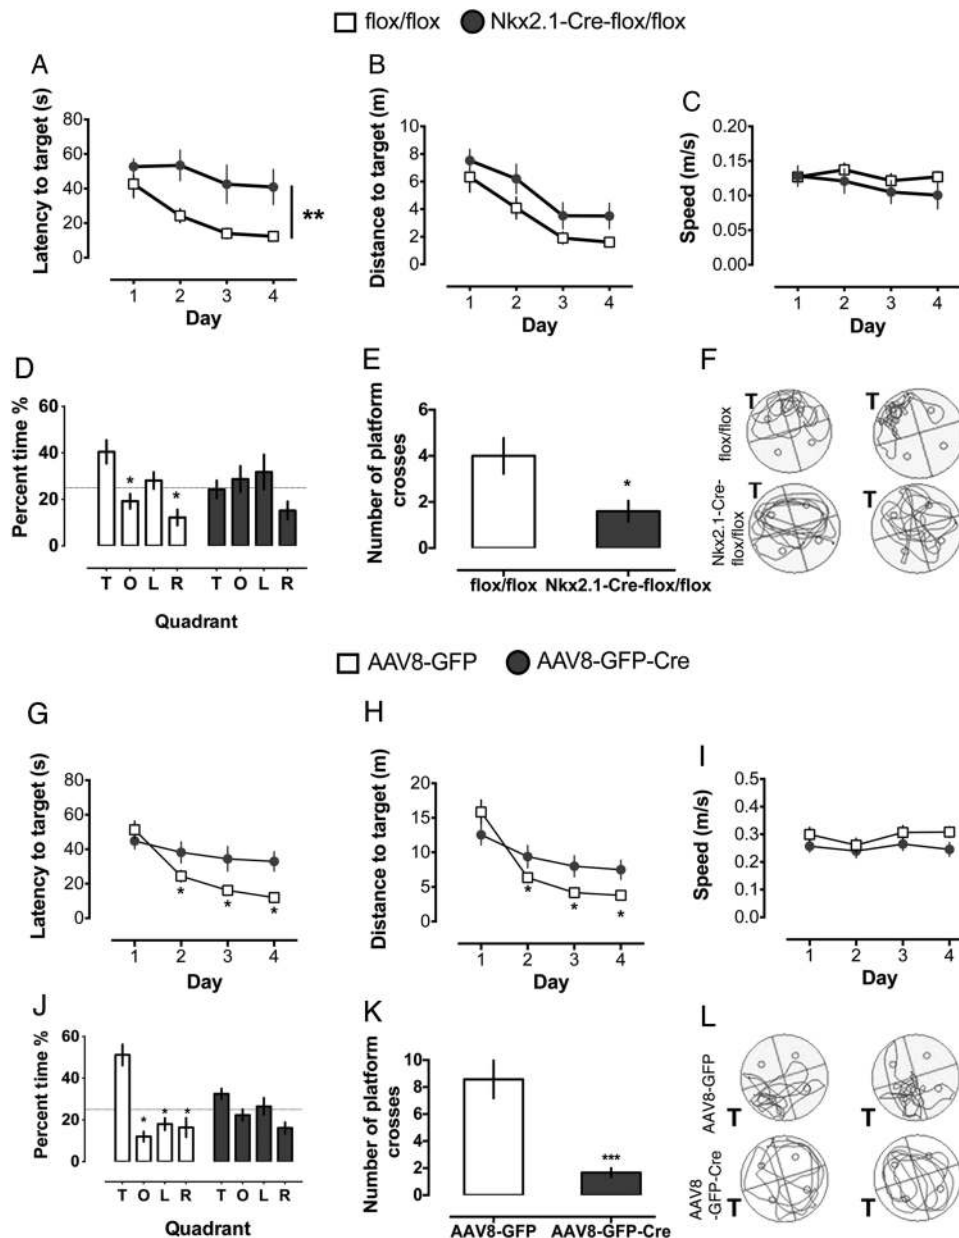 flox/flox Nkx2.1-Cre-flox/flox
A
Latency to target (s)
80
60
40
20
0
**
1 2 3 4
Day
B
Distance to target (m)
10
8
6
4
2
0
1 2 3 4
Day
C
Speed (m/s)
0.20
0.15
0.10
0.05
0.00
1 2 3 4
Day
D
Percent time %
60
40
20
0
* *
T O L R T O L R
Quadrant
E
Number of platform
crosses
6
4
2
0
*
flox/flox Nkx2.1-Cre-flox/flox
F
flox/flox
T T
Nkx2.1-Cre-
flox/flox
T T
AAV8-GFP AAV8-GFP-Cre
G
Latency to target (s)
80
60
40
20
0
* * *
1 2 3 4
Day
H
Distance to target (m)
20
15
10
5
0
* * *
1 2 3 4
Day
I
Speed (m/s)
0.5
0.4
0.3
0.2
0.1
0.0
1 2 3 4
Day
J
Percent time %
60
40
20
0
* * *
T O L R T O L R
Quadrant
K
Number of platform
crosses
10
8
6
4
2
0
***
AAV8-GFP AAV8-GFP-Cre
L
AAV8-GFP
T T
AAV8
-GFP-Cre
T T